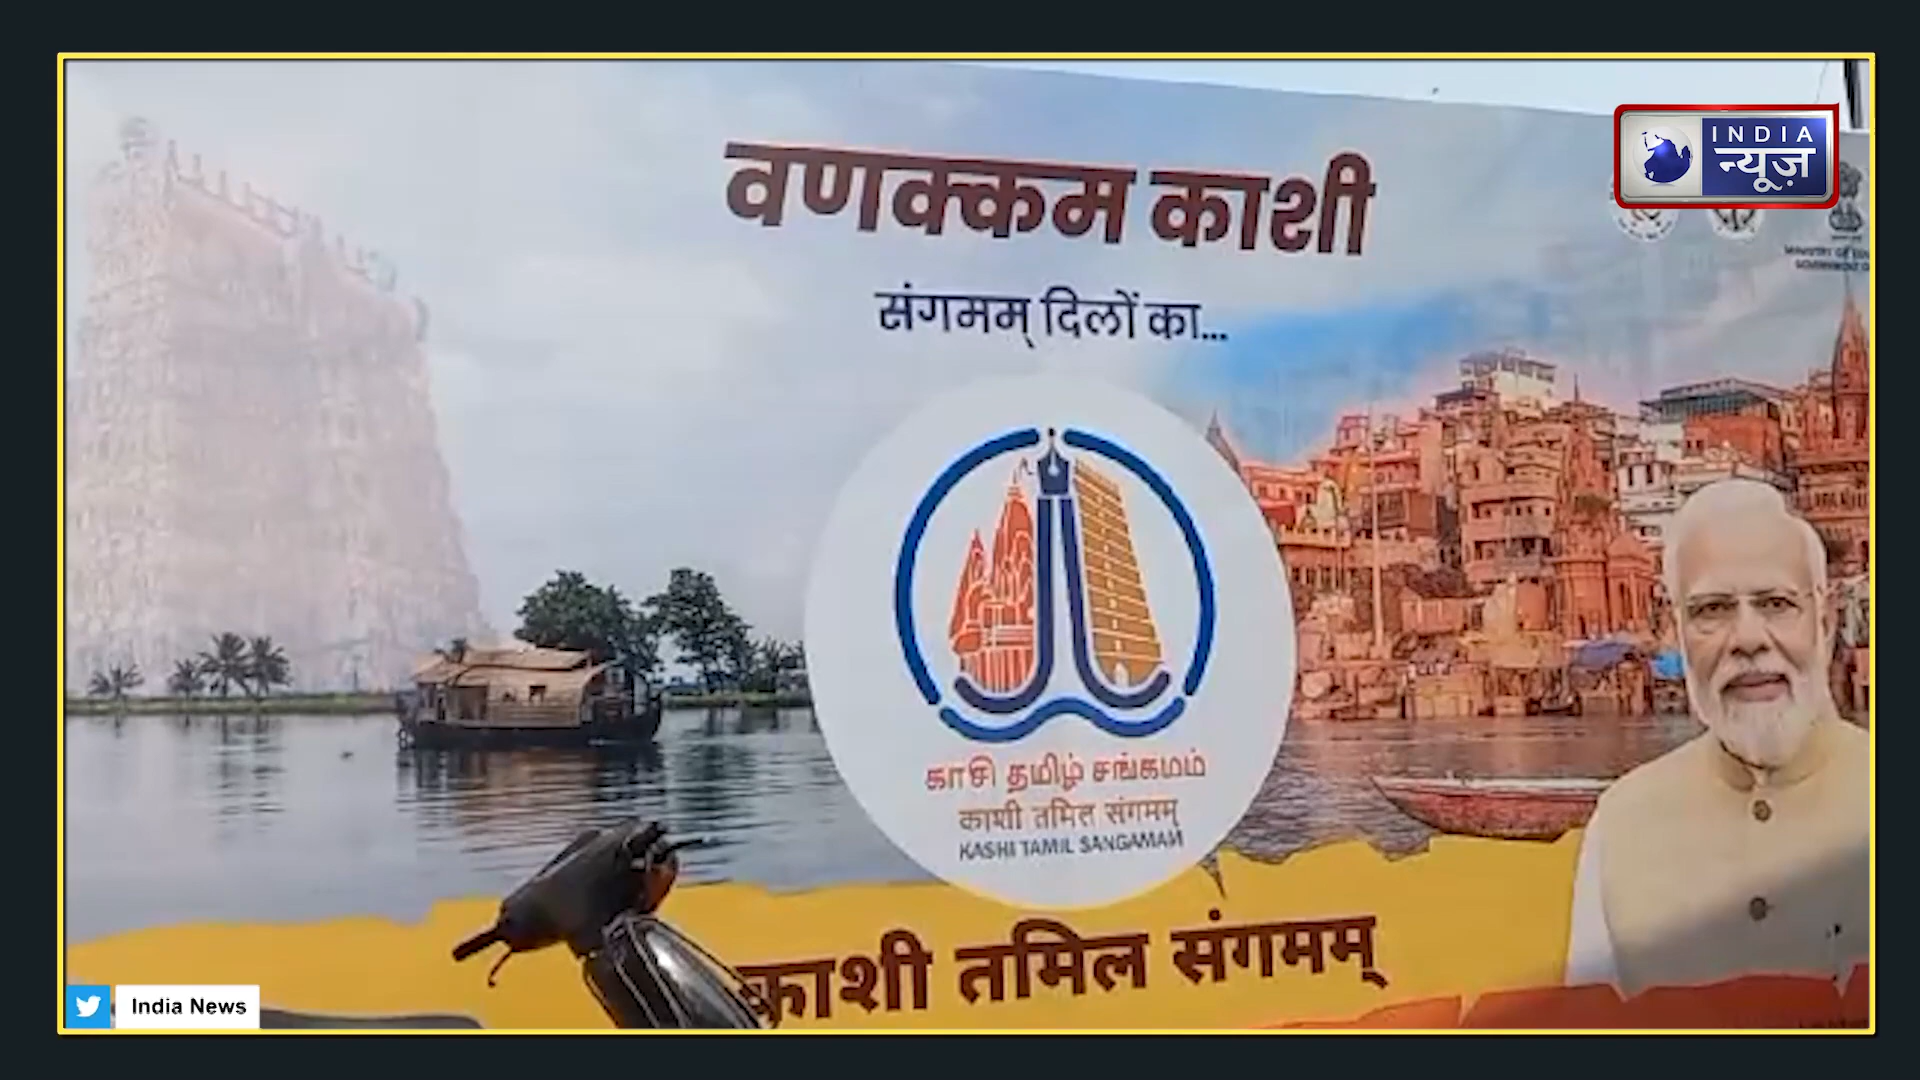 INDIA
न्यूज़
वणक्कम काशी
संगमम् दिलों का...
காசி தமிழ் சங்கமம்
काशी तमिल संगमम्
KASHI TAMIL SANGAMAM
काशी तमिल संगमम्
India News